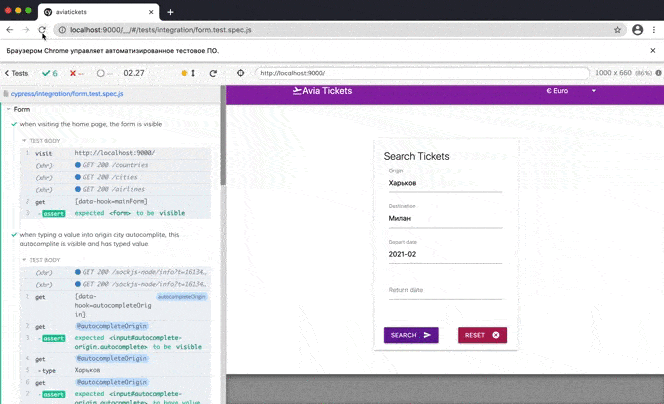 aviatickets
localhost:9000/__/#/tests/integration/form.test.spec.js
Браузером Chrome управляет автоматизированное тестовое ПО.
Tests 6 -- -- 02.27 1 http://localhost:9000/ 1000 x 660 (86%)
cypress/integration/form.test.spec.js
Avia Tickets € Euro
Form
when visiting the home page, the form is visible
TEST BODY
1 visit http://localhost:9000/
(xhr) GET 200 /countries
(xhr) GET 200 /cities
(xhr) GET 200 /airlines
2 get [data-hook=mainForm]
3 - assert expected <form> to be visible
when typing a value into origin city autocomplite, this
autocomplite is visible and has typed value
TEST BODY
(xhr) GET 200 /sockjs-node/info?t=16134…
(xhr) GET 200 /sockjs-node/info?t=16134…
1 get [data-
hook=autocompleteOrig
in] autocompleteOrigin
2 get @autocompleteOrigin
3 - assert expected <input#autocomplete-
origin.autocomplete> to be visible
4 get @autocompleteOrigin
5 - type Харьков
6 get @autocompleteOrigin
7 - assert expected <input#autocomplete-
origin.autocomplete> to have value
Search Tickets
Origin
Харьков
Destination
Милан
Depart date
2021-02
Return date
SEARCH
RESET